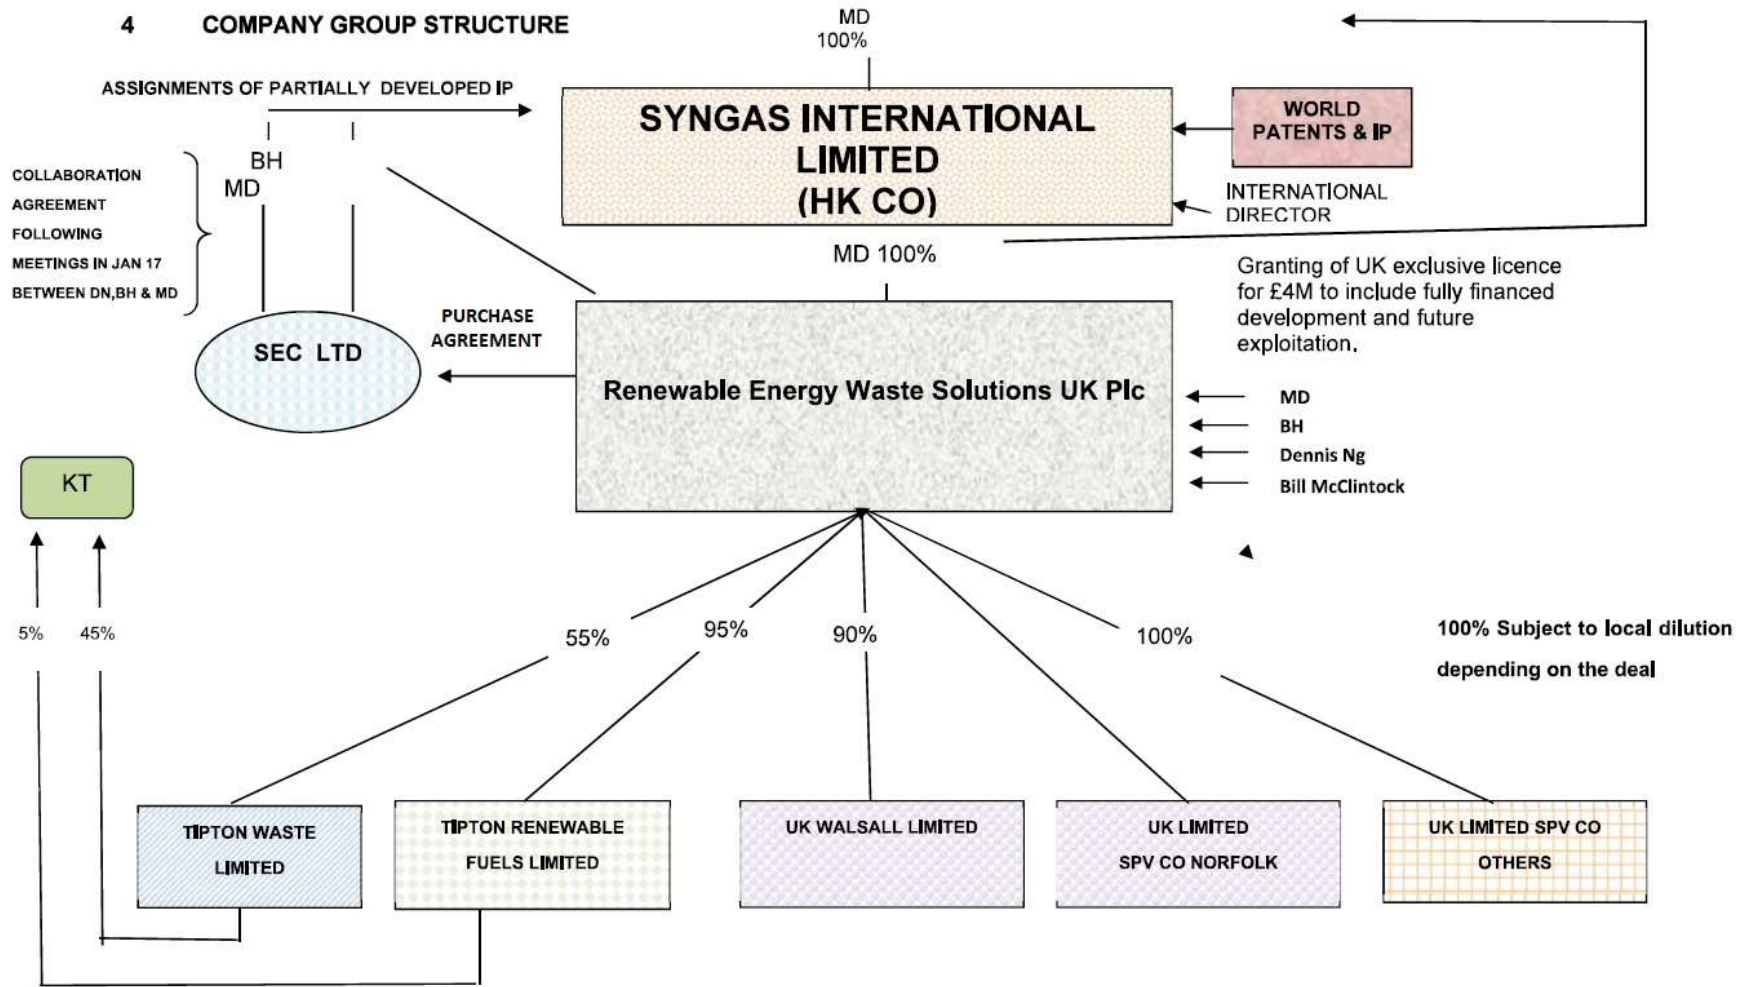 4 COMPANY GROUP STRUCTURE
MD
100%
ASSIGNMENTS OF PARTIALLY DEVELOPED IP
SYNGAS INTERNATIONAL
LIMITED
(HK CO)
WORLD
PATENTS & IP
INTERNATIONAL
DIRECTOR
BH
MD
COLLABORATION
AGREEMENT
FOLLOWING
MEETINGS IN JAN 17
BETWEEN DN,BH & MD
MD 100%
Granting of UK exclusive licence
for £4M to include fully financed
development and future
exploitation.
SEC LTD
PURCHASE
AGREEMENT
Renewable Energy Waste Solutions UK Plc
MD
BH
Dennis Ng
Bill McClintock
KT
5%
45%
55%
95%
90%
100%
100% Subject to local dilution
depending on the deal
TIPTON WASTE
LIMITED
TIPTON RENEWABLE
FUELS LIMITED
UK WALSALL LIMITED
UK LIMITED
SPV CO NORFOLK
UK LIMITED SPV CO
OTHERS